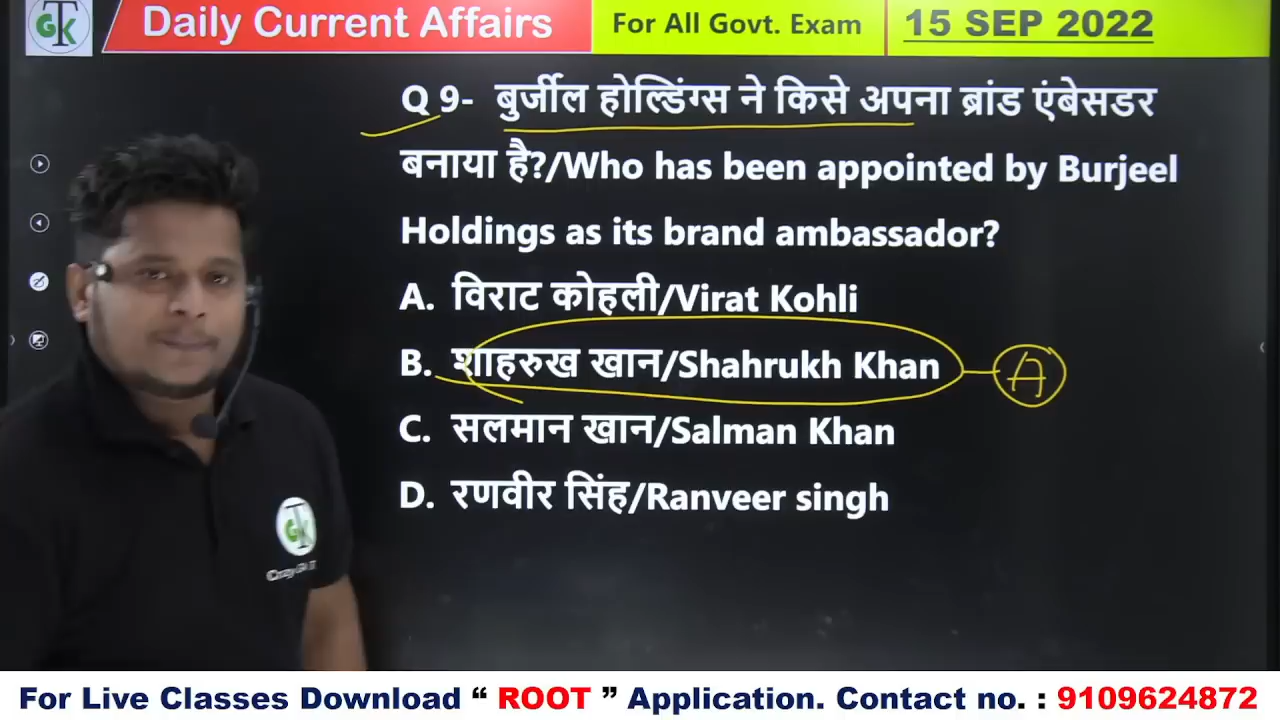 GTK
Daily Current Affairs
For All Govt. Exam
15 SEP 2022
Q 9- बुर्जील होल्डिंग्स ने किसे अपना ब्रांड एंबेसडर
बनाया है?/Who has been appointed by Burjeel
Holdings as its brand ambassador?
A. विराट कोहली/Virat Kohli
B. शाहरुख खान/Shahrukh Khan
A
C. सलमान खान/Salman Khan
D. रणवीर सिंह/Ranveer singh
GTK
For Live Classes Download “ ROOT ” Application. Contact no. : 9109624872